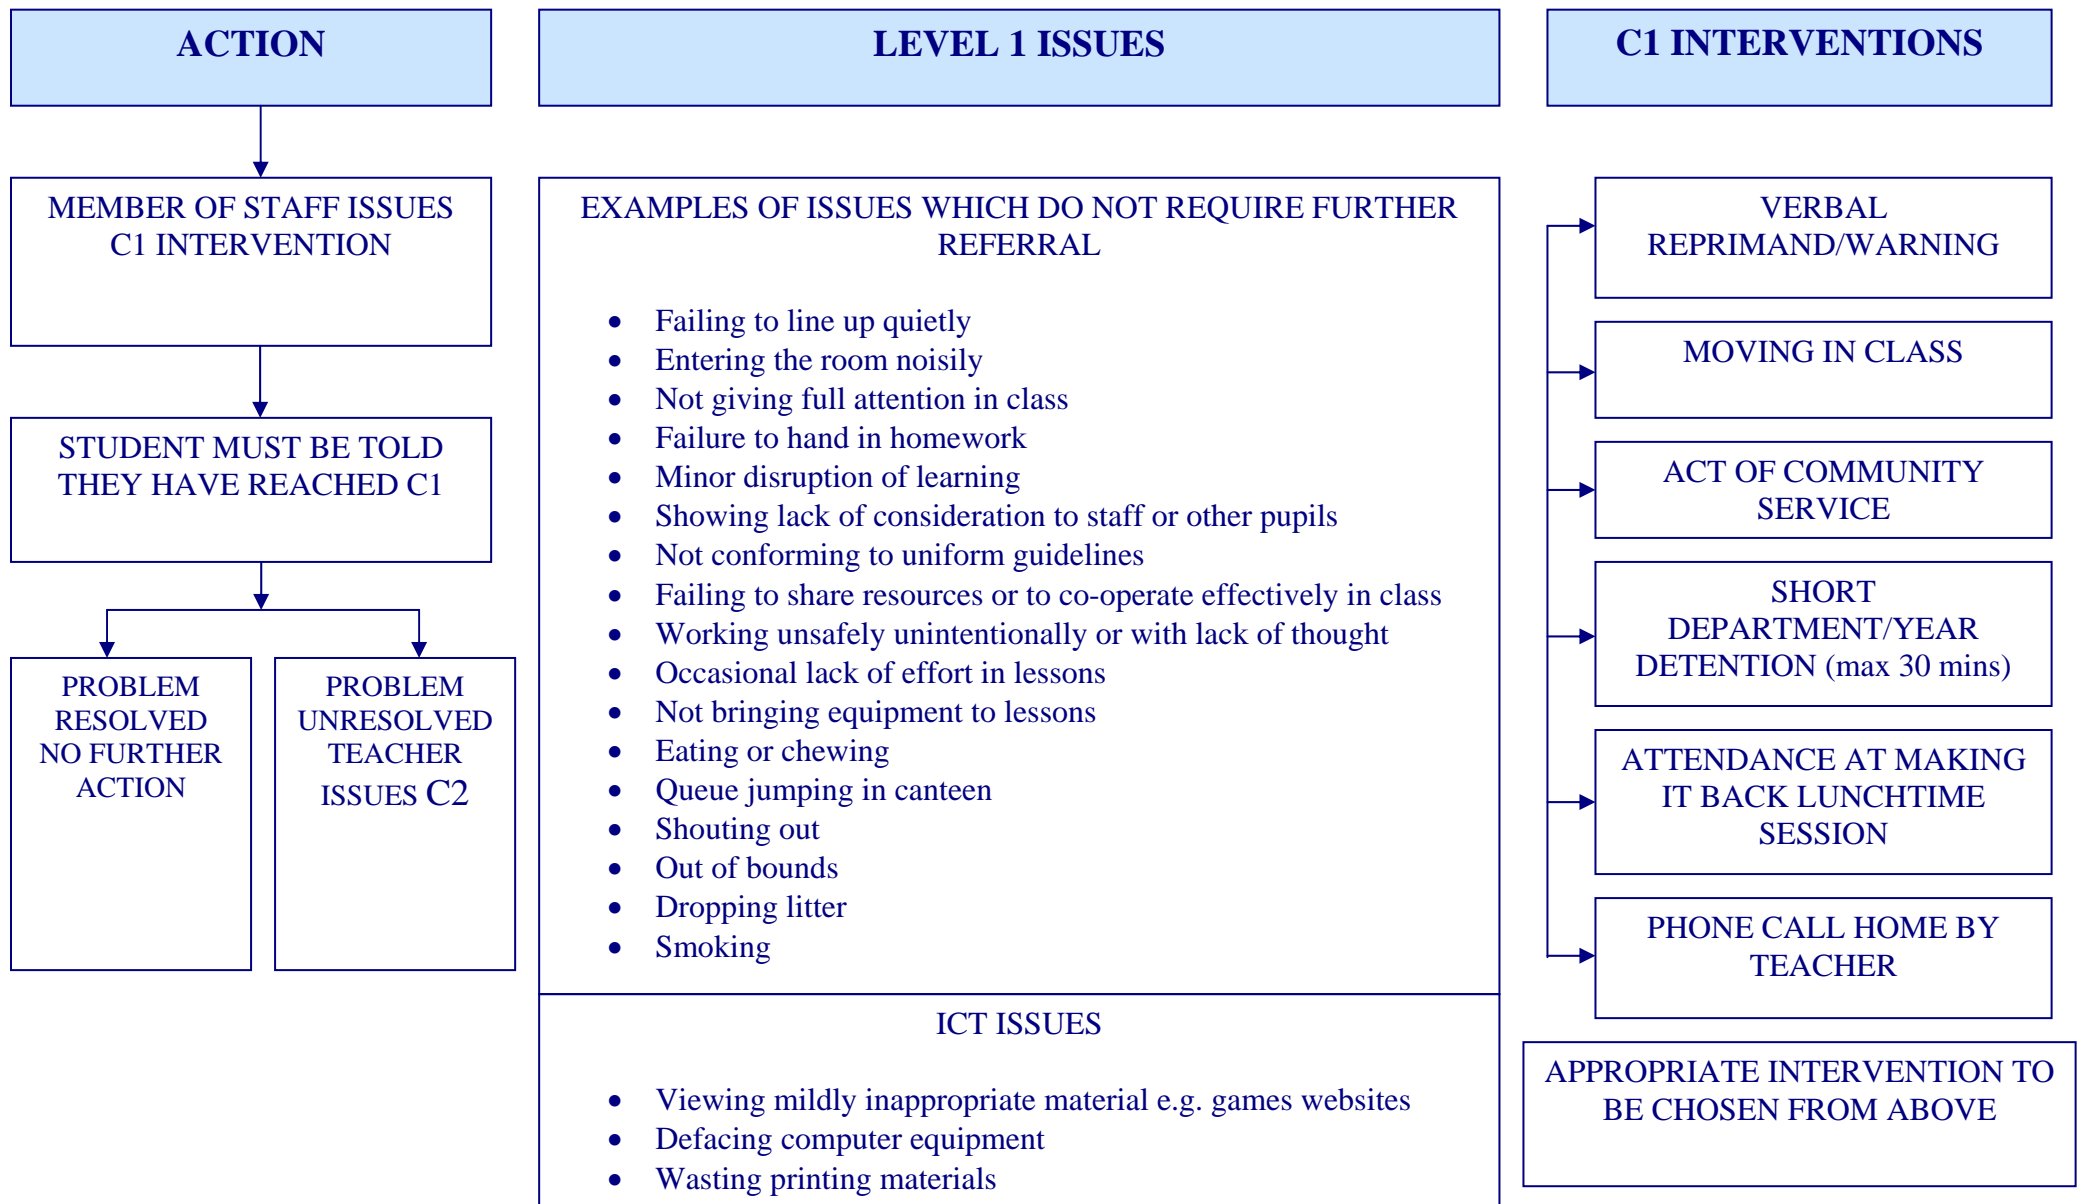 ACTION
MEMBER OF STAFF ISSUES
C1 INTERVENTION
STUDENT MUST BE TOLD
THEY HAVE REACHED C1
PROBLEM
RESOLVED
NO FURTHER
ACTION
PROBLEM
UNRESOLVED
TEACHER
ISSUES C2
LEVEL 1 ISSUES
EXAMPLES OF ISSUES WHICH DO NOT REQUIRE FURTHER
REFERRAL
• Failing to line up quietly
• Entering the room noisily
• Not giving full attention in class
• Failure to hand in homework
• Minor disruption of learning
• Showing lack of consideration to staff or other pupils
• Not conforming to uniform guidelines
• Failing to share resources or to co-operate effectively in class
• Working unsafely unintentionally or with lack of thought
• Occasional lack of effort in lessons
• Not bringing equipment to lessons
• Eating or chewing
• Queue jumping in canteen
• Shouting out
• Out of bounds
• Dropping litter
• Smoking
ICT ISSUES
• Viewing mildly inappropriate material e.g. games websites
• Defacing computer equipment
• Wasting printing materials
C1 INTERVENTIONS
VERBAL
REPRIMAND/WARNING
MOVING IN CLASS
ACT OF COMMUNITY
SERVICE
SHORT
DEPARTMENT/YEAR
DETENTION (max 30 mins)
ATTENDANCE AT MAKING
IT BACK LUNCHTIME
SESSION
PHONE CALL HOME BY
TEACHER
APPROPRIATE INTERVENTION TO
BE CHOSEN FROM ABOVE